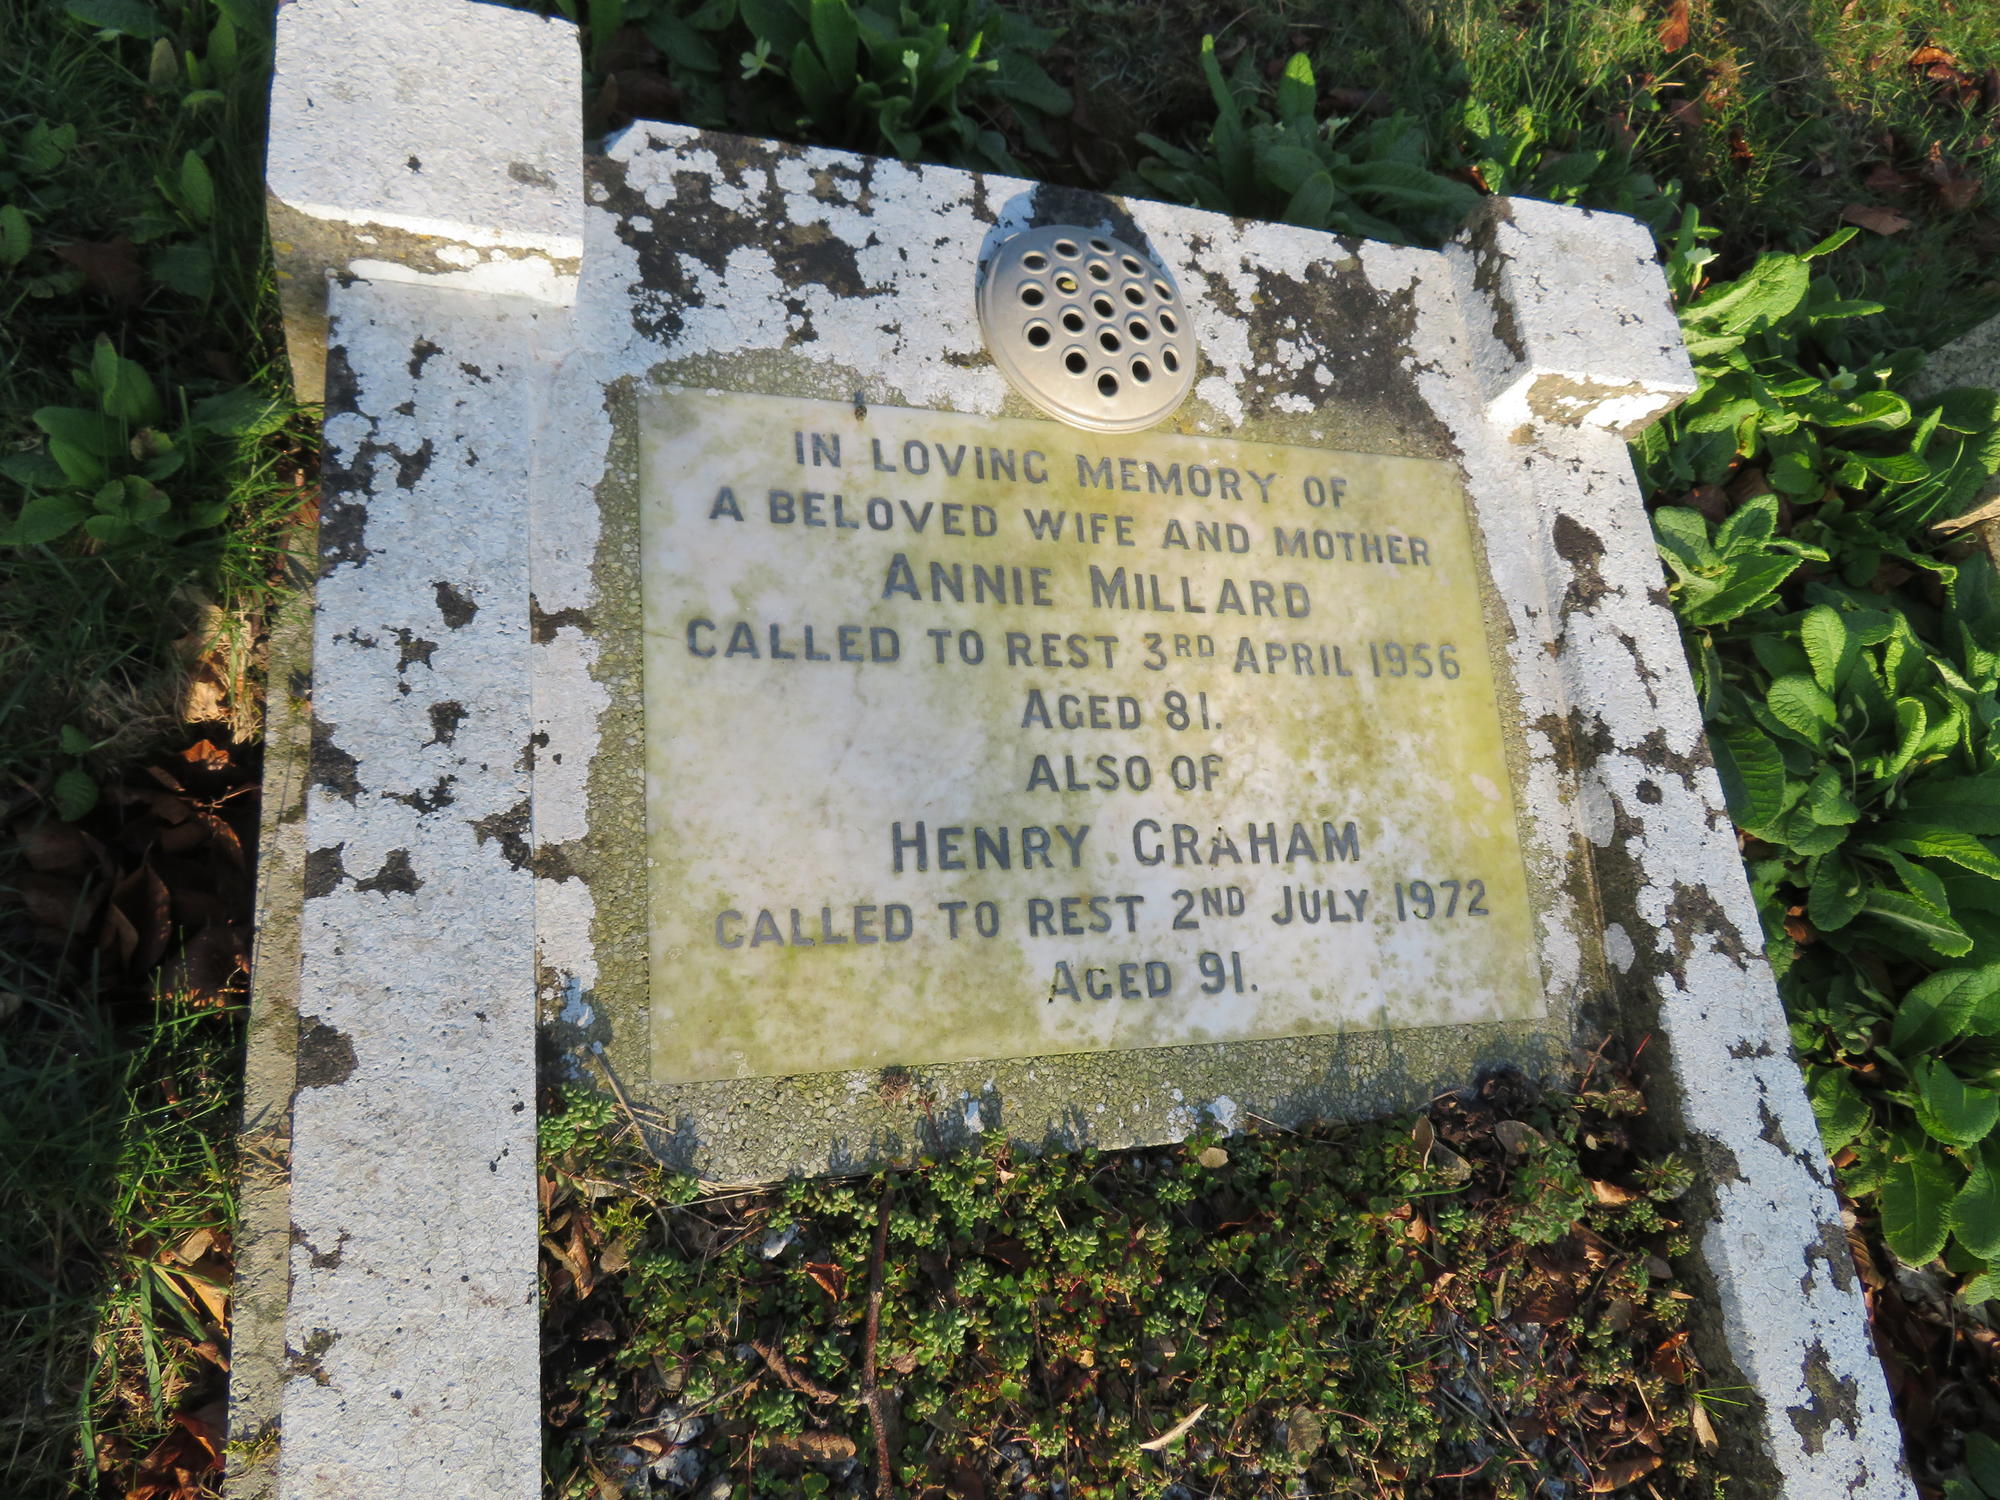 IN LOVING MEMORY OF
A BELOVED WIFE AND MOTHER
ANNIE MILLARD
CALLED TO REST 3RD APRIL 1956
AGED 81.
ALSO OF
HENRY GRAHAM
CALLED TO REST 2ND JULY 1972
AGED 91.